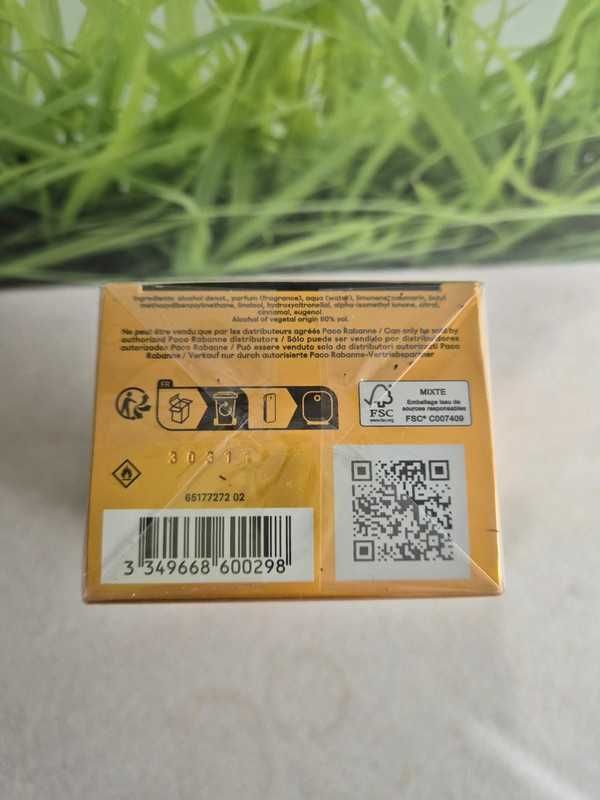 Ingredients: alcohol denat., parfum (fragrance), aqua (water), limonene, coumarin, butyl
methoxydibenzoylmethane, linalool, hydroxycitronellal, alpha-isomethyl ionone, citral,
cinnamal, eugenol.
Alcohol of vegetal origin 80% vol.
Ne peut être vendu que par les distributeurs agréés Paco Rabanne / Can only be sold by
authorized Paco Rabanne distributors / Sólo puede ser vendido por distribuidores
autorizados Paco Rabanne / Può essere venduto solo da distributori autorizzati Paco
Rabanne / Verkauf nur durch autorisierte Paco Rabanne-Vertriebspartner
FR
FSC
www.fsc.org
MIXTE
Emballage issu de
sources responsables
FSC® C007409
3031
65177272 02
3 349668 600298